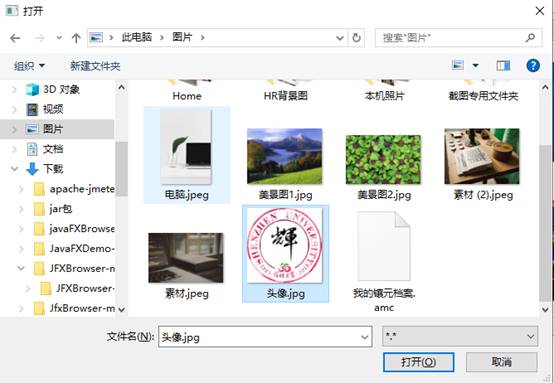 打开
此电脑 图片
搜索"图片"
组织 新建文件夹
3D 对象
视频
图片
文档
下载
apache-jmete
jar包
javaFXBrowse
JavaFXDemo-
JFXBrowser-m
JFXBrowser-
JfxBrowser-m
Home
HR背景图
本机照片
截图专用文件夹
电脑.jpeg
美景图1.jpg
美景图2.jpg
素材 (2).jpeg
素材.jpeg
SHENZHEN UNIVERSITY
輝
头像.jpg
我的镶元档案.
amc
文件名(N):
头像.jpg
*.*
打开(O)
取消